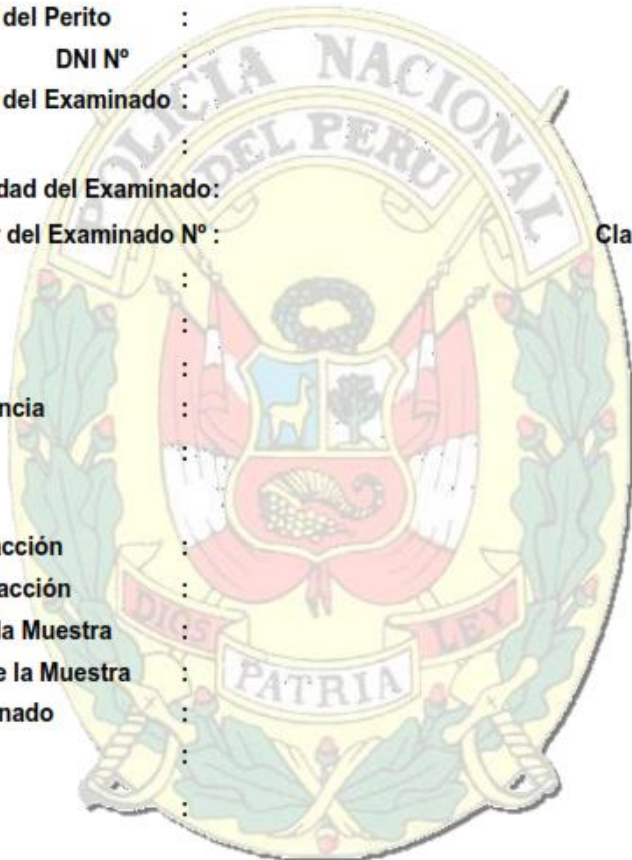 del Perito :
DNI Nº :
del Examinado :
:
dad del Examinado:
del Examinado Nº : Cla
:
:
:
ncia :
:
acción :
acción :
la Muestra :
e la Muestra :
nado :
:
:
POLICIA NACIONAL
DEL PERU
DIOS
PATRIA
LEY